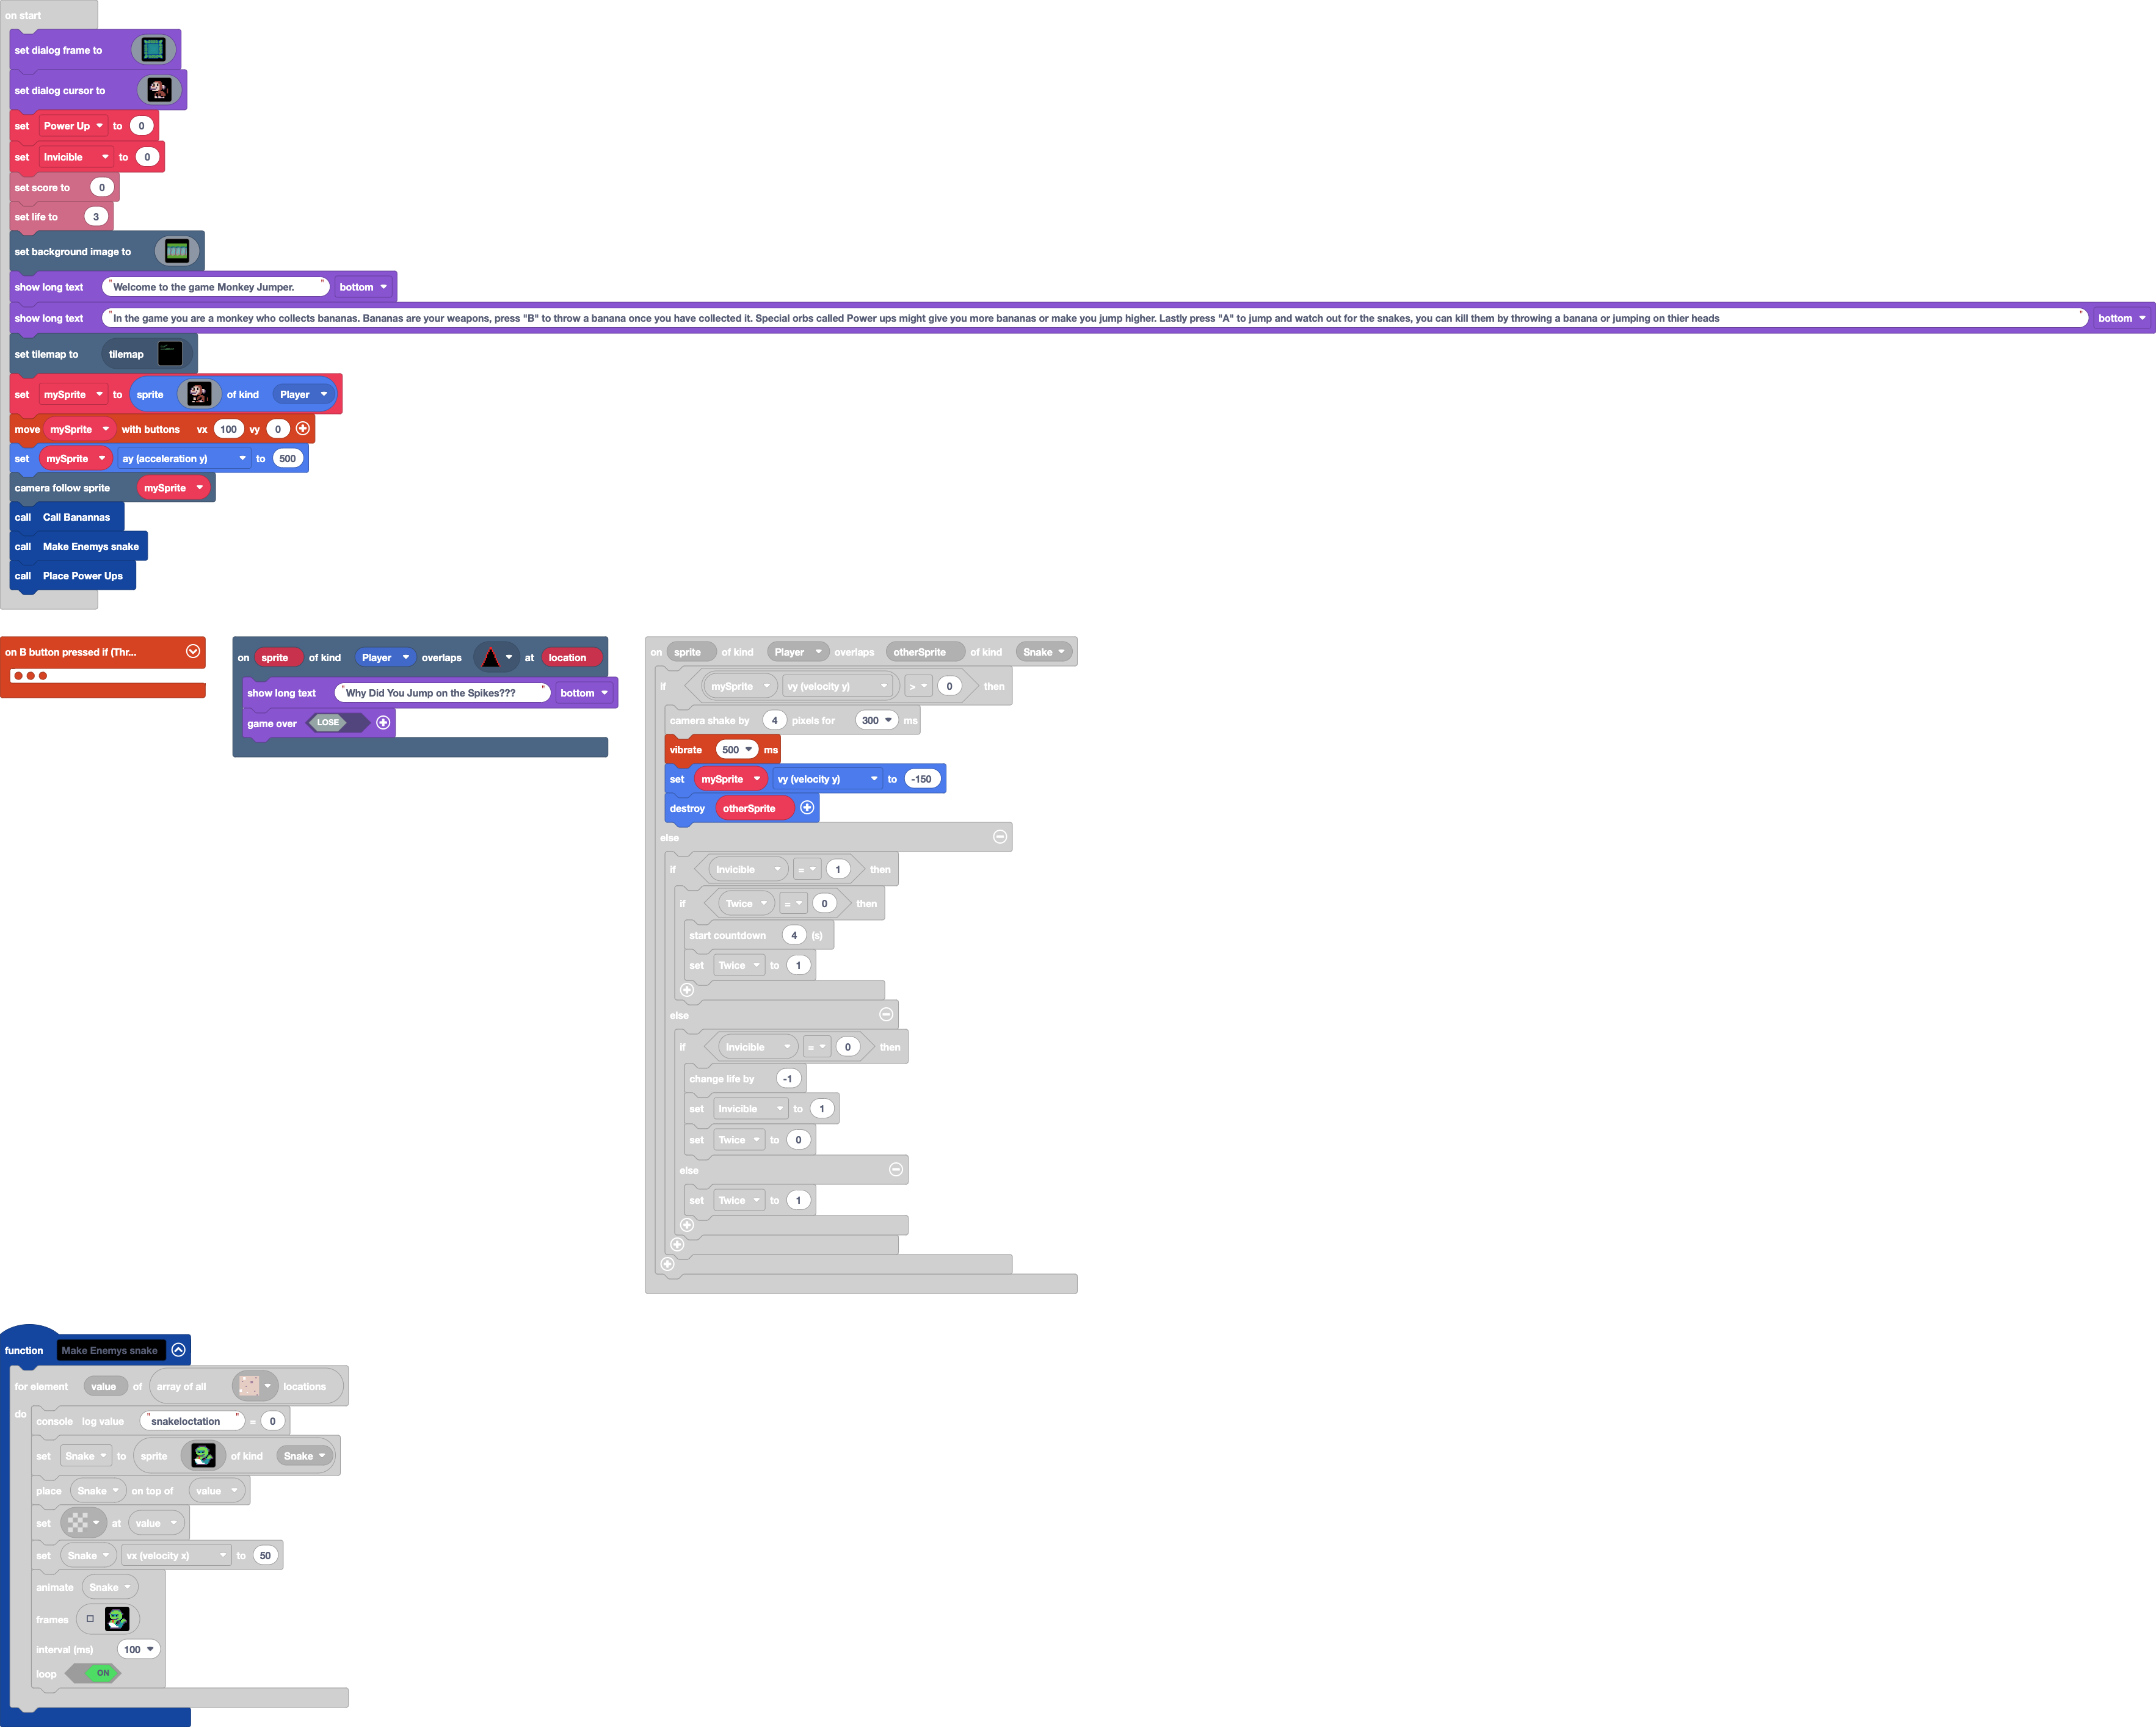 on start
set dialog frame to
set dialog cursor to
set Power Up to 0
set Invicible to 0
set score to 0
set life to 3
set background image to
show long text "Welcome to the game Monkey Jumper." bottom
show long text "In the game you are a monkey who collects bananas. Bananas are your weapons, press "B" to throw a banana once you have collected it. Special orbs called Power ups might give you more bananas or make you jump higher. Lastly press "A" to jump and watch out for the snakes, you can kill them by throwing a banana or jumping on thier heads" bottom
set tilemap to tilemap
set mySprite to sprite of kind Player
move mySprite with buttons vx 100 vy 0
set mySprite ay (acceleration y) to 500
camera follow sprite mySprite
call Call Banannas
call Make Enemys snake
call Place Power Ups
on B button pressed if (Thr...
on sprite of kind Player overlaps at location
show long text "Why Did You Jump on the Spikes???" bottom
game over LOSE
on sprite of kind Player overlaps otherSprite of kind Snake
if mySprite vy (velocity y) > 0 then
camera shake by 4 pixels for 300 ms
vibrate 500 ms
set mySprite vy (velocity y) to -150
destroy otherSprite
else
if Invicible = 1 then
if Twice = 0 then
start countdown 4 (s)
set Twice to 1
else
if Invicible = 0 then
change life by -1
set Invicible to 1
set Twice to 0
else
set Twice to 1
function Make Enemys snake
for element value of array of all locations
do
console log value "snakeloctation" = 0
set Snake to sprite of kind Snake
place Snake on top of value
set at value
set Snake vx (velocity x) to 50
animate Snake
frames
interval (ms) 100
loop ON